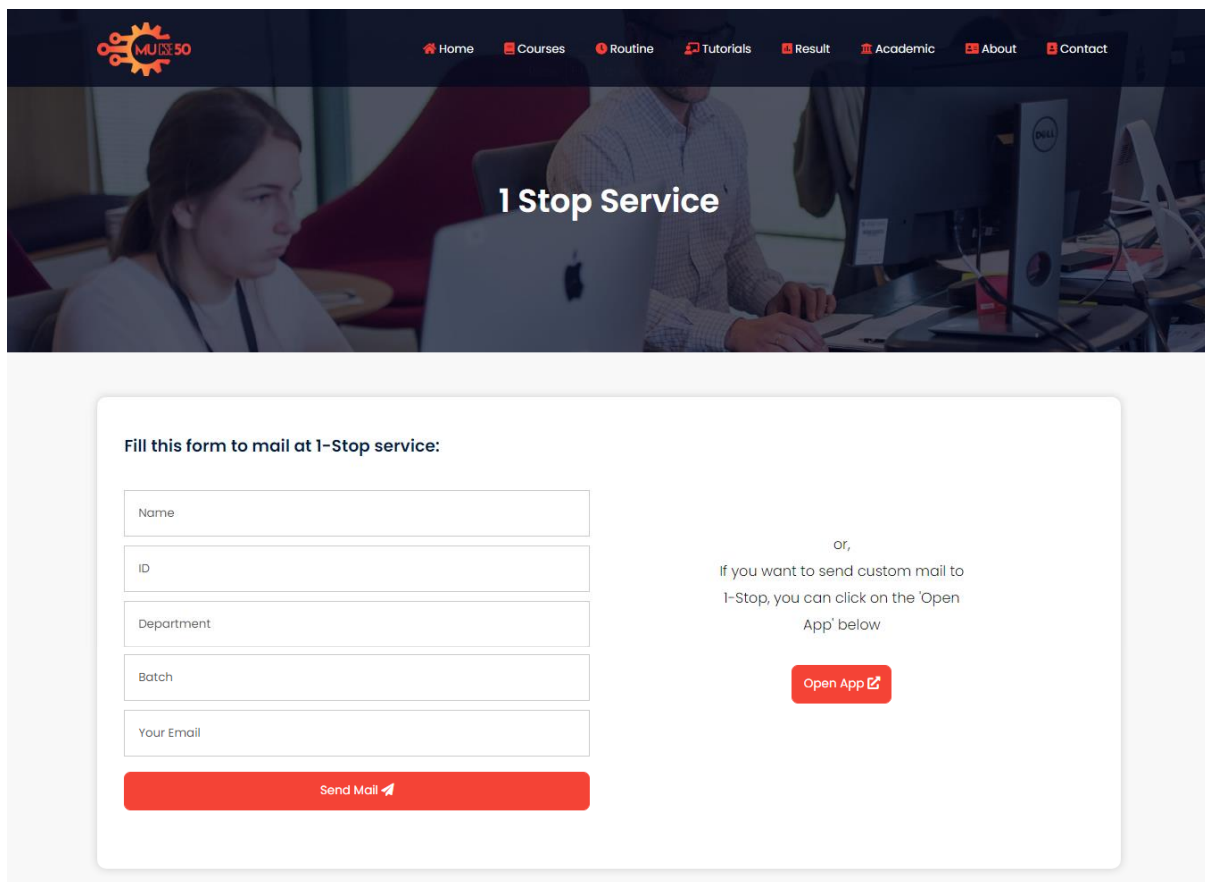 MU CSE 50
Home Courses Routine Tutorials Result Academic About Contact
DELL
1 Stop Service
Fill this form to mail at 1-Stop service:
Name
ID
Department
Batch
Your Email
Send Mail
or,
If you want to send custom mail to
1-Stop, you can click on the 'Open
App' below
Open App